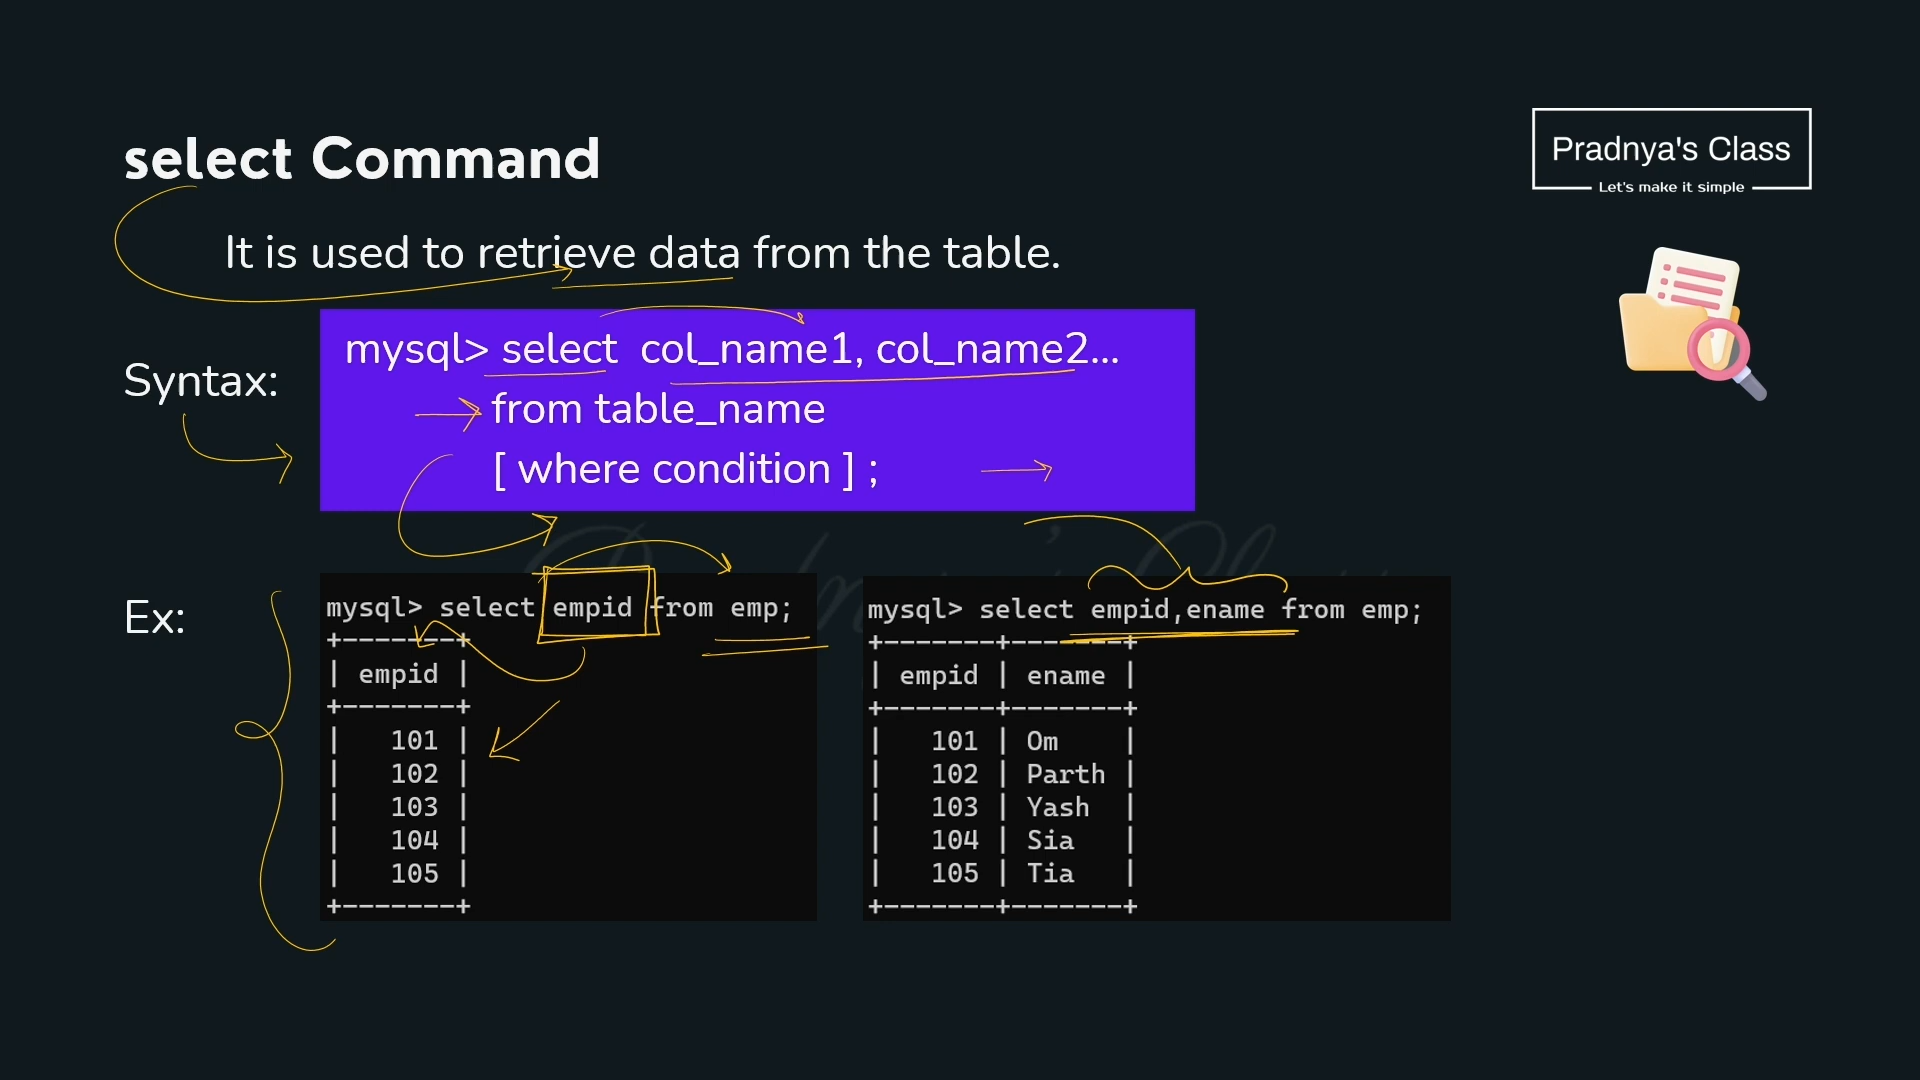 select Command
Pradnya's Class
Let's make it simple
It is used to retrieve data from the table.
Syntax:
mysql> select  col_name1, col_name2...
from table_name
[ where condition ] ;
Ex:
mysql> select empid from emp;
+-------+
| empid |
+-------+
|   101 |
|   102 |
|   103 |
|   104 |
|   105 |
+-------+
mysql> select empid,ename from emp;
+-------+-------+
| empid | ename |
+-------+-------+
|   101 | Om    |
|   102 | Parth |
|   103 | Yash  |
|   104 | Sia   |
|   105 | Tia   |
+-------+-------+